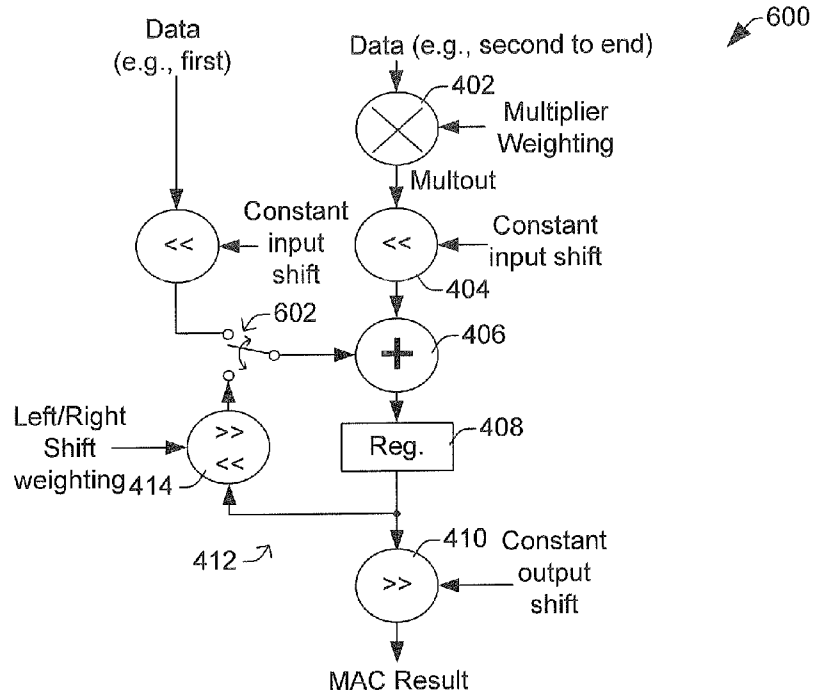 600
Data
(e.g., first)
Data (e.g., second to end)
402
Multiplier
Weighting
Multout
<<
Constant
input
shift
<<
Constant
input shift
404
602
+
406
Left/Right
Shift
weighting
>>
<<
414
Reg.
408
412
410
>>
Constant
output
shift
MAC Result